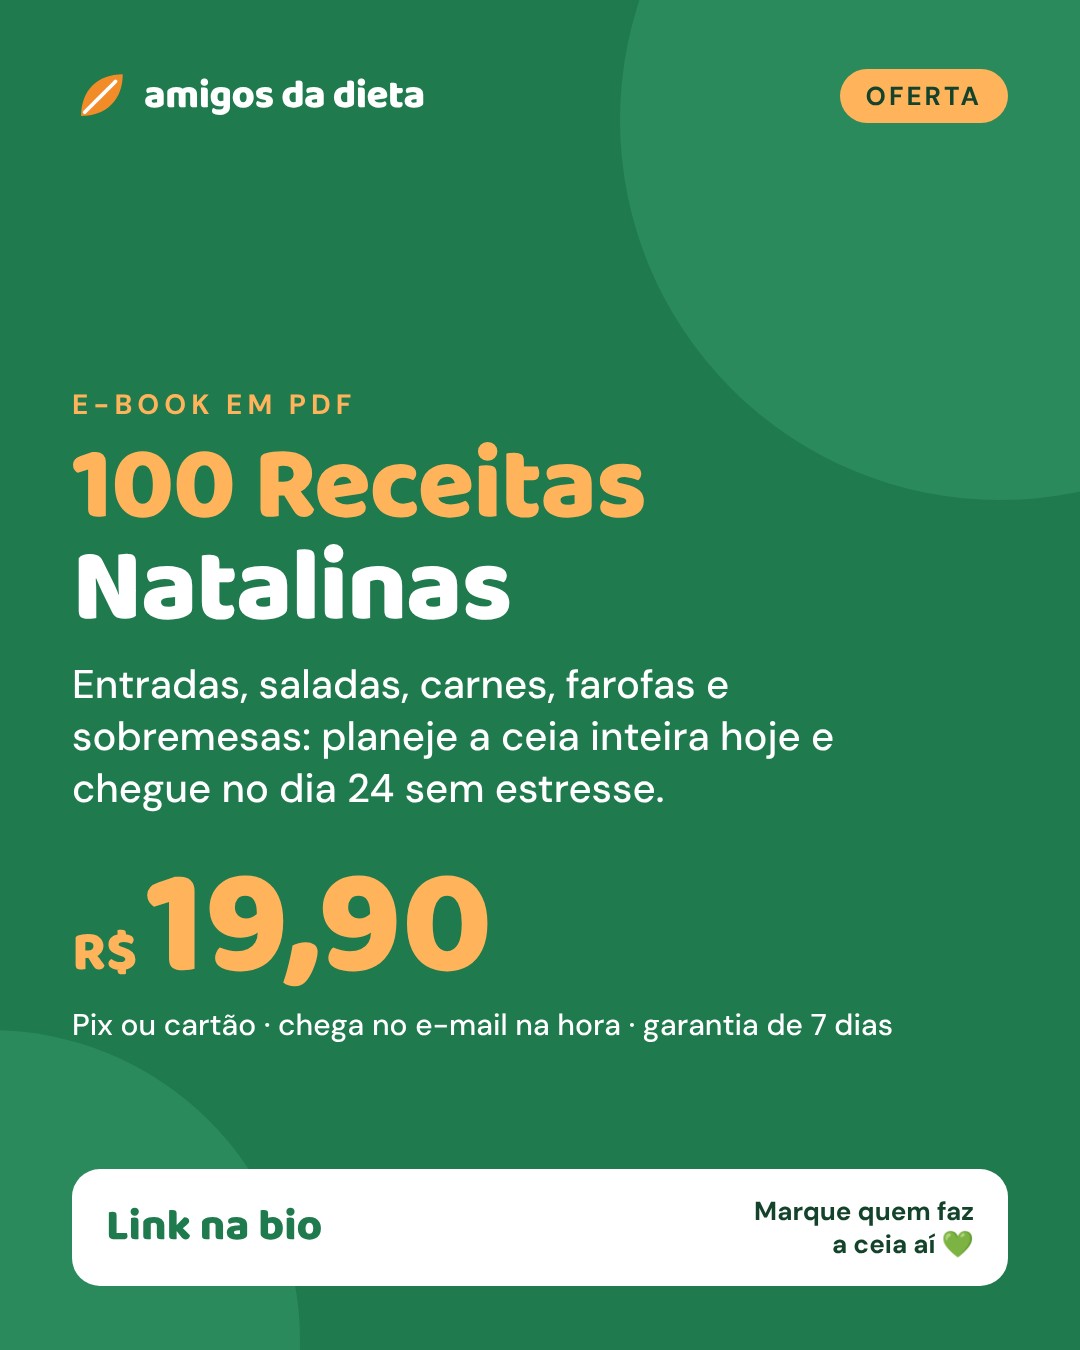 amigos da dieta
OFERTA
E-BOOK EM PDF
100 Receitas
Natalinas
Entradas, saladas, carnes, farofas e
sobremesas: planeje a ceia inteira hoje e
chegue no dia 24 sem estresse.
R$ 19,90
Pix ou cartão · chega no e-mail na hora · garantia de 7 dias
Link na bio
Marque quem faz
a ceia aí 💚